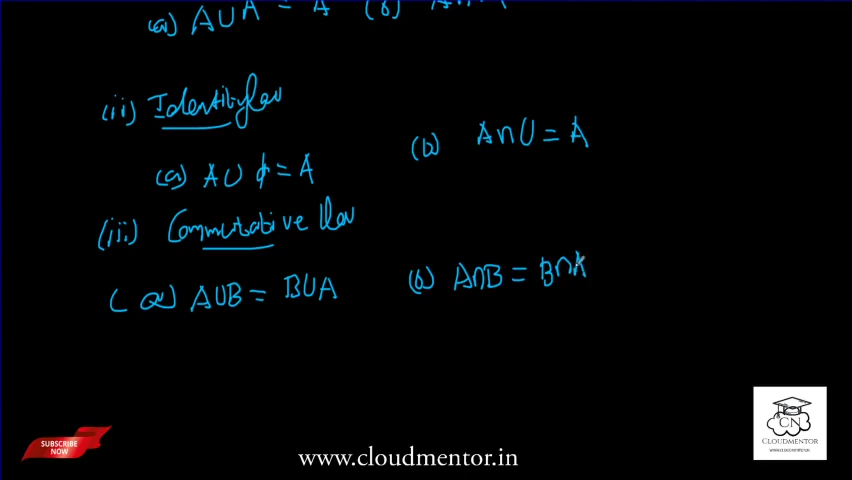 (a) A∪A = A (b)
(ii) Identity law
(a) A∪ϕ = A (b) A∩U = A
(iii) Commutative law
(a) A∪B = B∪A (b) A∩B = B∩A
SUBSCRIBE
NOW
CN
CLOUDMENTOR
www.cloudmentor.in